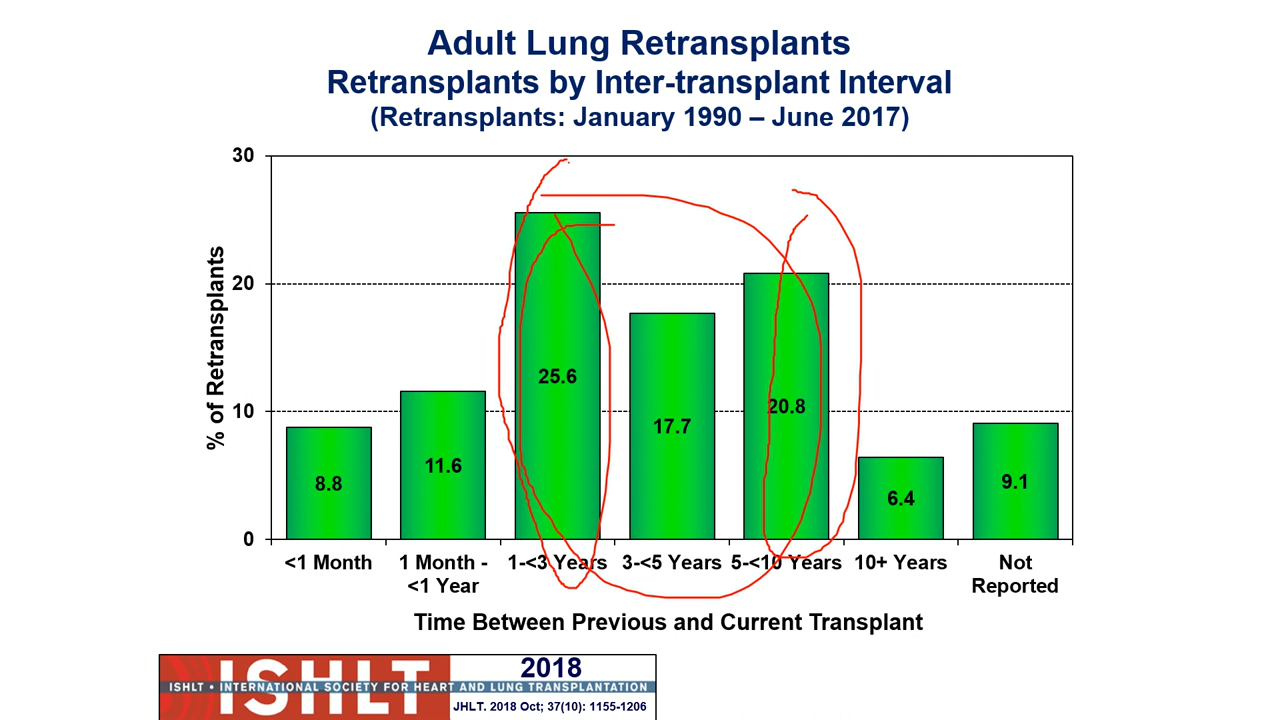 Adult Lung Retransplants
Retransplants by Inter-transplant Interval
(Retransplants: January 1990 – June 2017)
30
20
10
0
% of Retransplants
8.8
11.6
25.6
17.7
20.8
6.4
9.1
<1 Month
1 Month -
<1 Year
1-<3 Years
3-<5 Years
5-<10 Years
10+ Years
Not
Reported
Time Between Previous and Current Transplant
ISHLT
2018
ISHLT • INTERNATIONAL SOCIETY FOR HEART AND LUNG TRANSPLANTATION
JHLT. 2018 Oct; 37(10): 1155-1206